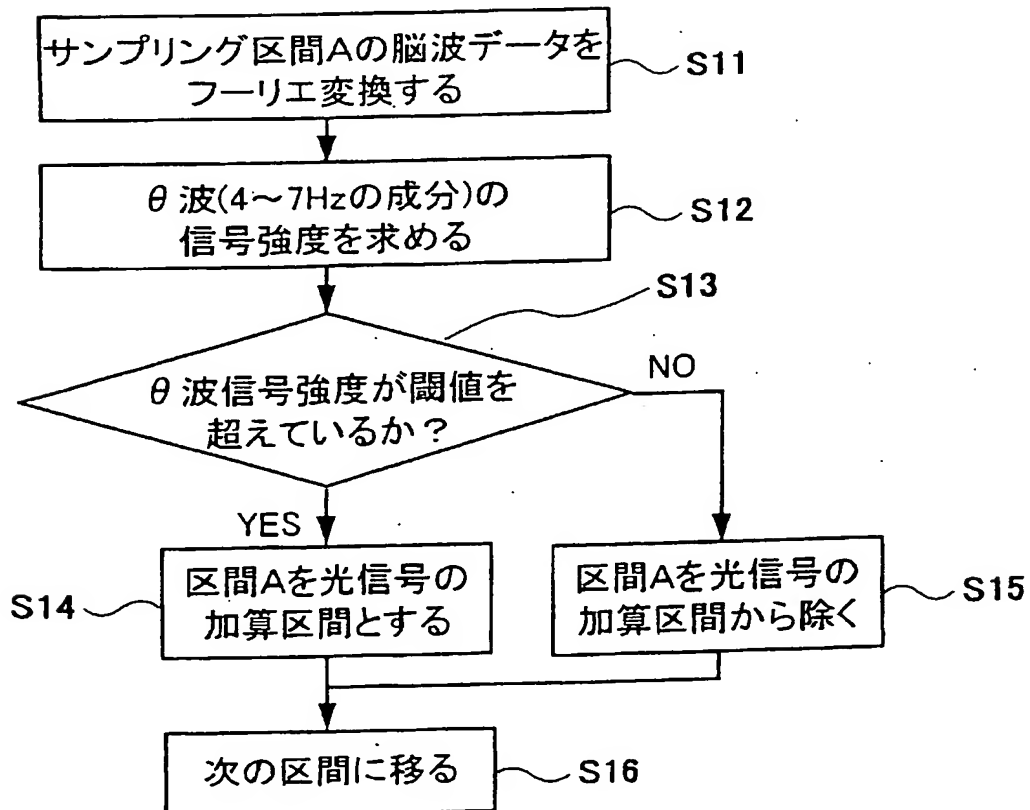 サンプリング区間Aの脳波データを
フーリエ変換する
S11
θ波(4～7Hzの成分)の
信号強度を求める
S12
S13
θ波信号強度が閾値を
超えているか？
NO
YES
区間Aを光信号の
加算区間とする
S14
区間Aを光信号の
加算区間から除く
S15
次の区間に移る
S16